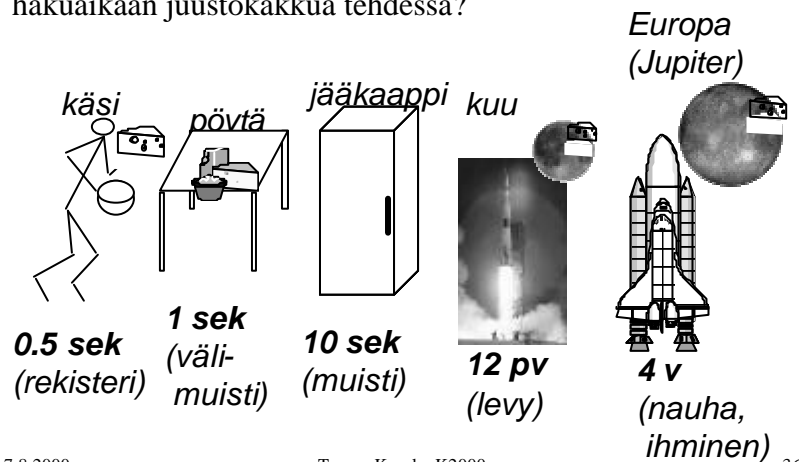 hakuaikaan juustokakkua tehdessä?
Europa
(Jupiter)
käsi
pöytä
jääkaappi
kuu
0.5 sek
(rekisteri)
1 sek
(väli-
muisti)
10 sek
(muisti)
12 pv
(levy)
4 v
(nauha,
ihminen)